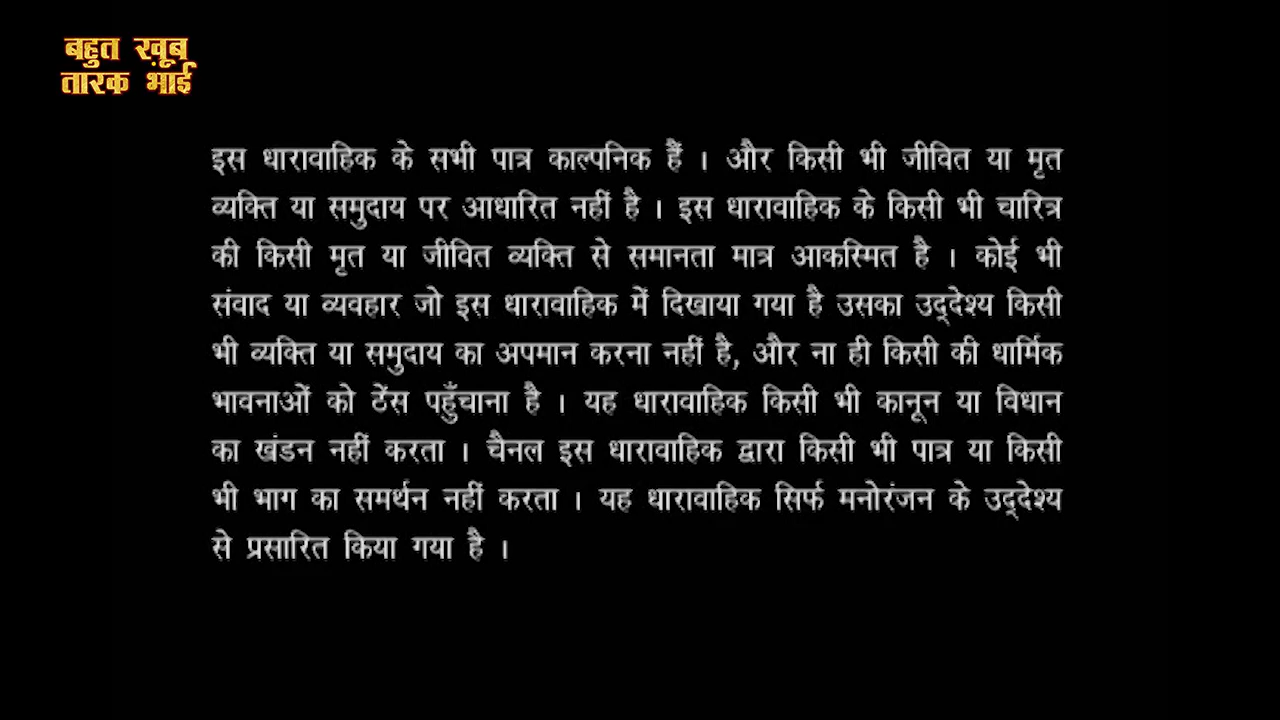 बहुत खूब
तारक भाई
इस धारावाहिक के सभी पात्र काल्पनिक हैं । और किसी भी जीवित या मृत
व्यक्ति या समुदाय पर आधारित नहीं है । इस धारावाहिक के किसी भी चारित्र
की किसी मृत या जीवित व्यक्ति से समानता मात्र आकस्मित है । कोई भी
संवाद या व्यवहार जो इस धारावाहिक में दिखाया गया है उसका उद्देश्य किसी
भी व्यक्ति या समुदाय का अपमान करना नहीं है, और ना ही किसी की धार्मिक
भावनाओं को टेंस पहुँचाना है । यह धारावाहिक किसी भी कानून या विधान
का खंडन नहीं करता । चैनल इस धारावाहिक द्वारा किसी भी पात्र या किसी
भी भाग का समर्थन नहीं करता । यह धारावाहिक सिर्फ मनोरंजन के उद्देश्य
से प्रसारित किया गया है ।